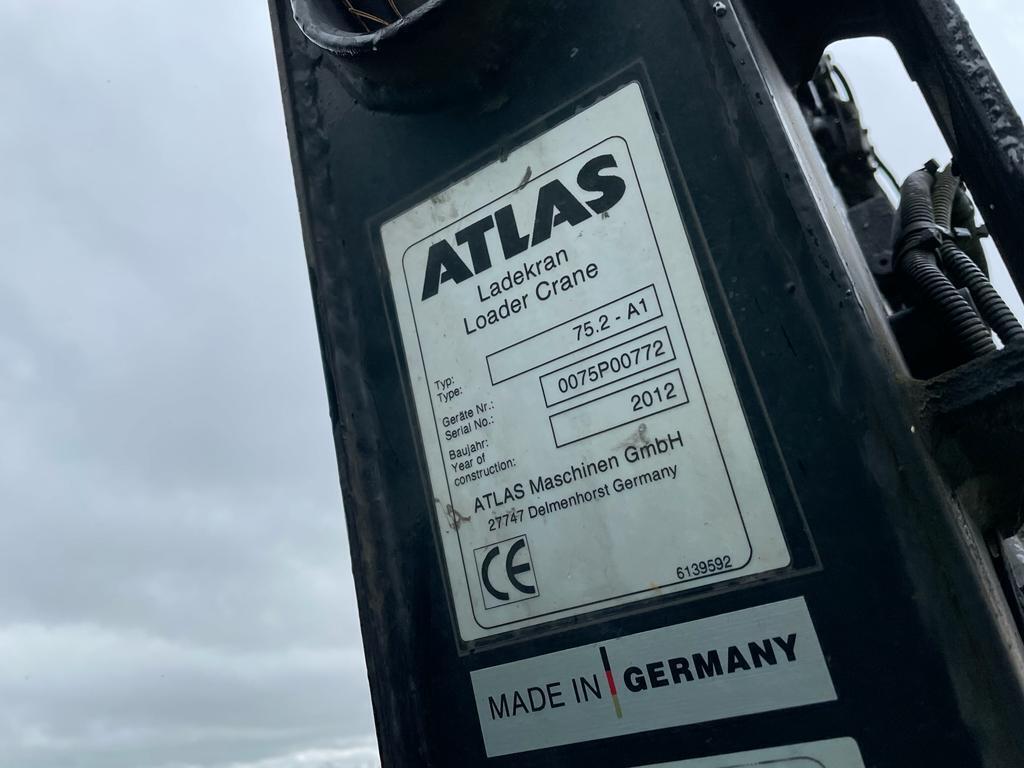 ATLAS
Ladekran
Loader Crane
Typ:
Type:
75.2 - A1
Geräte Nr.:
Serial No.:
0075P00772
Baujahr:
Year of
construction:
2012
ATLAS Maschinen GmbH
27747 Delmenhorst Germany
CE
6139592
MADE IN GERMANY